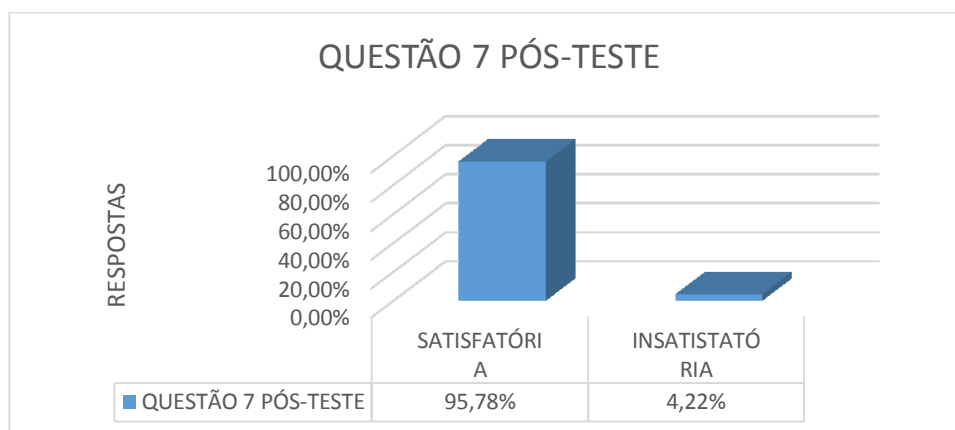 QUESTÃO 7 PÓS-TESTE
RESPOSTAS
100,00%
80,00%
60,00%
40,00%
20,00%
0,00%
SATISFATÓRI
A
INSATISTATÓ
RIA
QUESTÃO 7 PÓS-TESTE
95,78%
4,22%